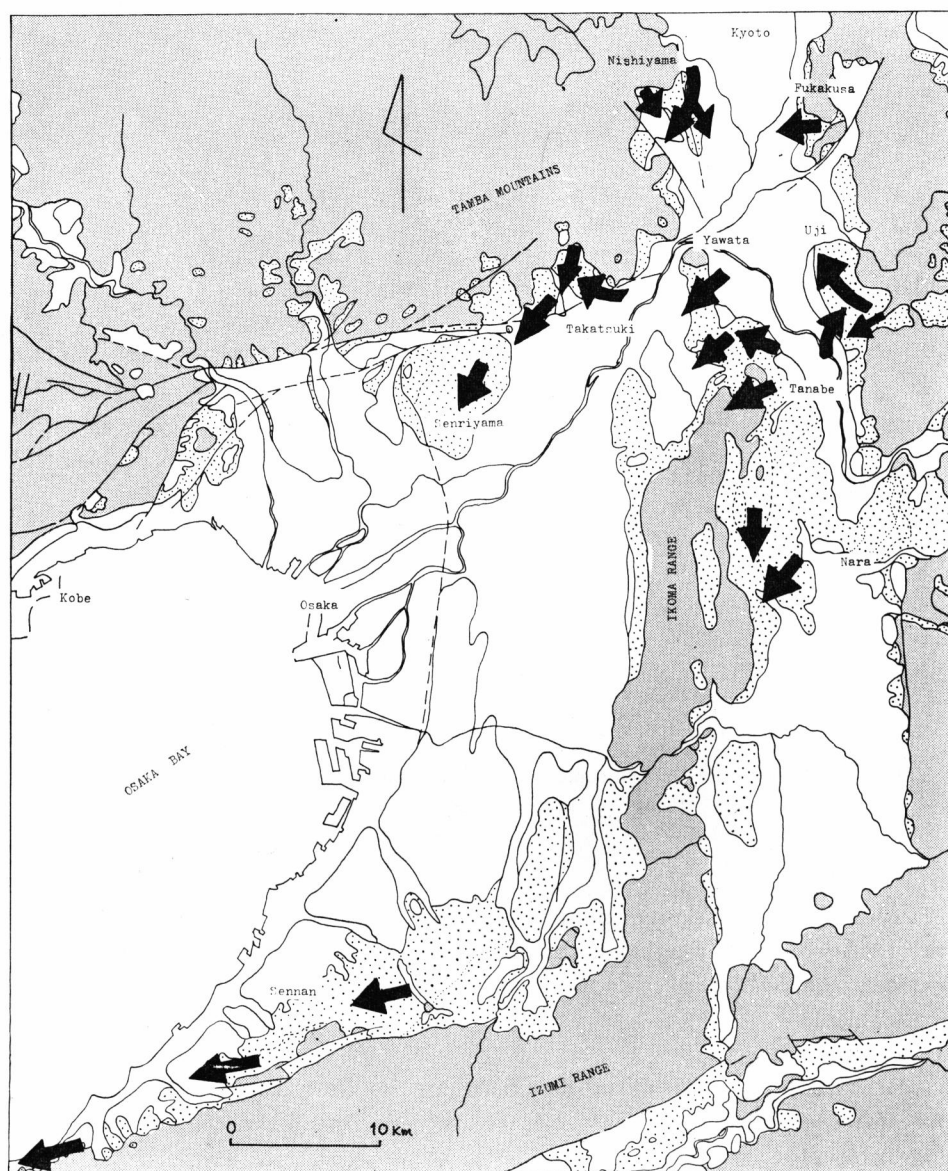 Kyoto
Nishiyama
Fukakusa
TAMBA MOUNTAINS
Uji
Yawata
Takatsuki
Tanabe
Senriyama
IKOMA RANGE
Nara
Kobe
Osaka
OSAKA BAY
Sennan
IZUMI RANGE
0 10 Km